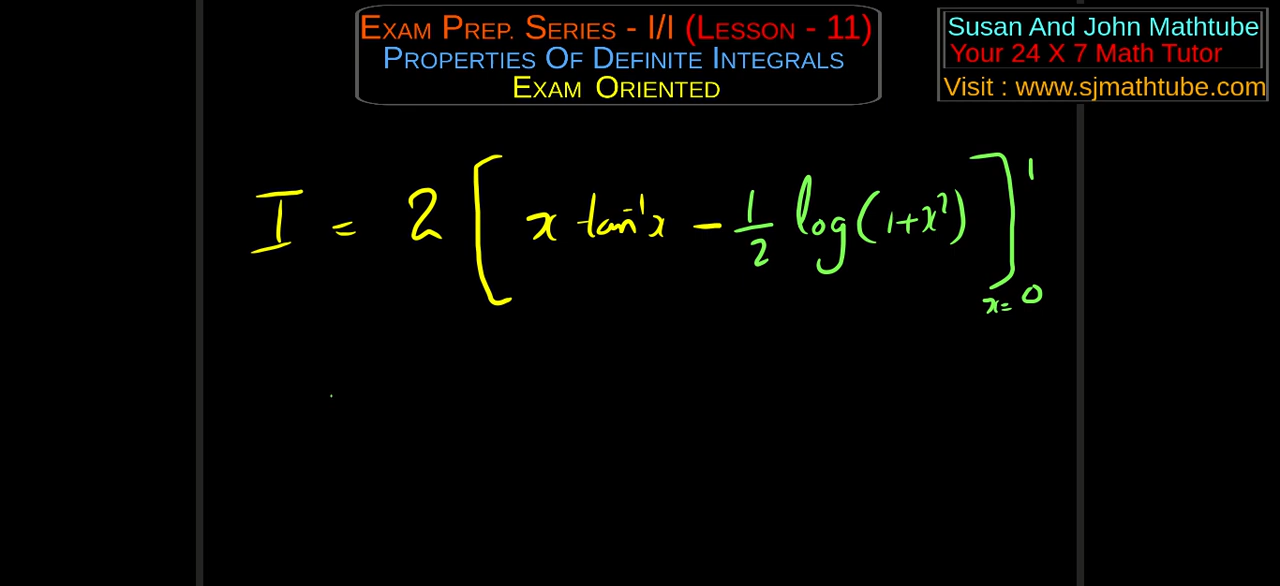 Exam Prep. Series - I/I (Lesson - 11)
Properties Of Definite Integrals
Exam Oriented
Susan And John Mathtube
Your 24 X 7 Math Tutor
Visit : www.sjmathtube.com
I = 2 [ x tan⁻¹x - 1/2 log(1+x²) ]¹ₓ₌₀